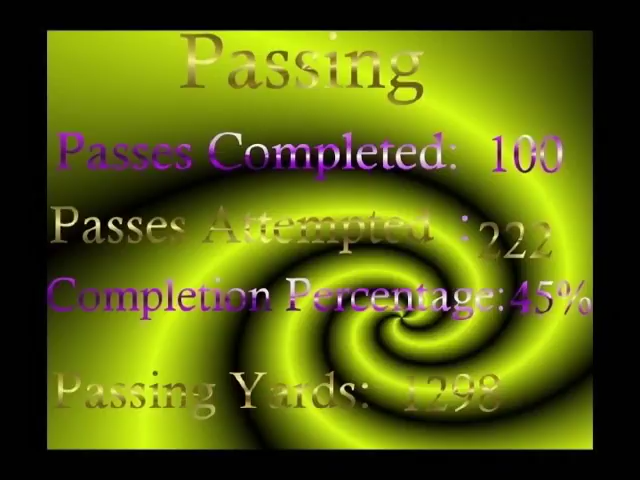 Passing
Passes Completed: 100
Passes Attempted : 222
Completion Percentage: 45%
Passing Yards: 1298